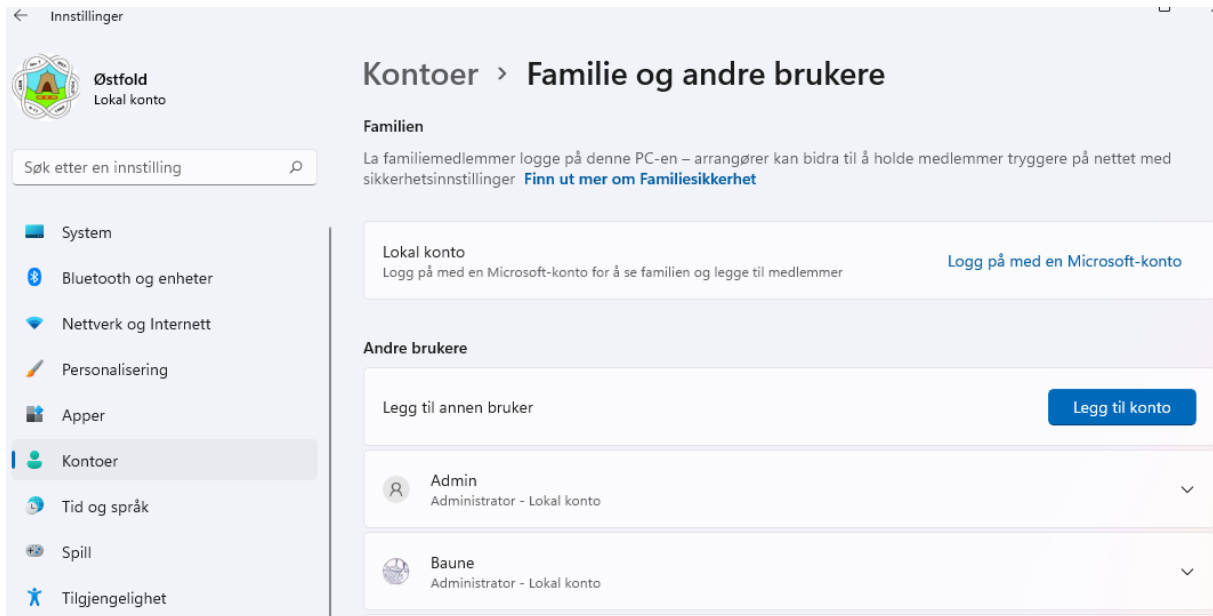 Innstillinger
Østfold
Lokal konto
Søk etter en innstilling
System
Bluetooth og enheter
Nettverk og Internett
Personalisering
Apper
Kontoer
Tid og språk
Spill
Tilgjengelighet
Kontoer > Familie og andre brukere
Familien
La familiemedlemmer logge på denne PC-en – arrangører kan bidra til å holde medlemmer tryggere på nettet med
sikkerhetsinnstillinger Finn ut mer om Familiesikkerhet
Lokal konto
Logg på med en Microsoft-konto for å se familien og legge til medlemmer
Logg på med en Microsoft-konto
Andre brukere
Legg til annen bruker
Legg til konto
Admin
Administrator - Lokal konto
Baune
Administrator - Lokal konto